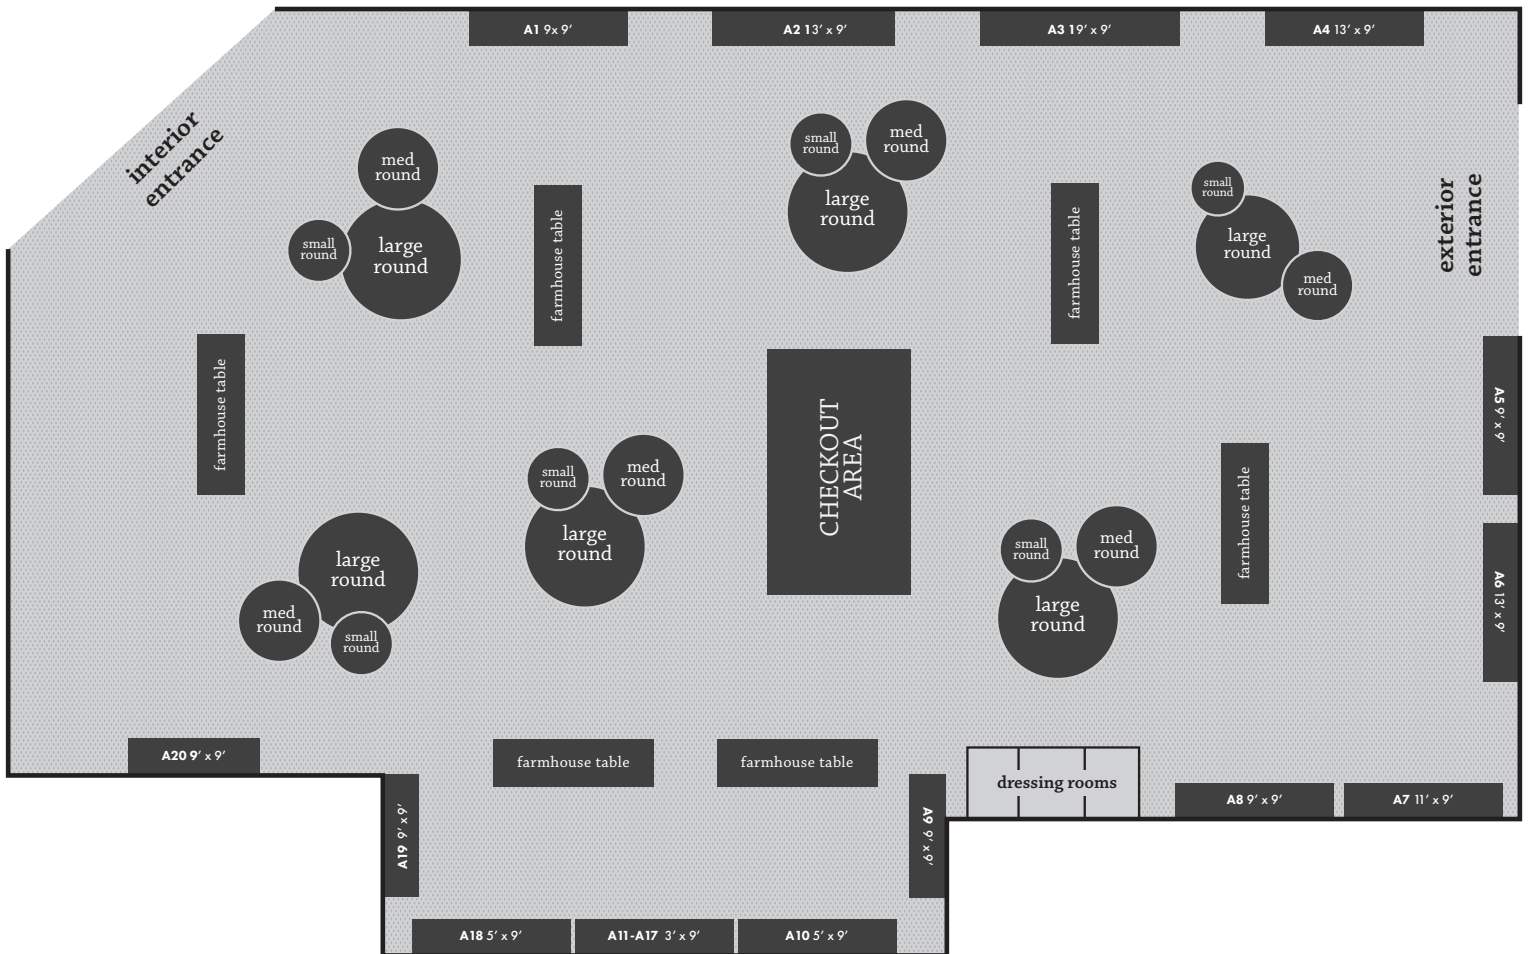 A1 9x 9’
A2 13’ x 9’
A3 19’ x 9’
A4 13’ x 9’
interior
entrance
med
round
small
round
large
round
farmhouse table
small
round
med
round
large
round
farmhouse table
small
round
large
round
med
round
exterior
entrance
farmhouse table
CHECKOUT
AREA
A5 9’ x 9’
small
round
med
round
large
round
farmhouse table
large
round
med
round
small
round
small
round
med
round
large
round
A6 13’ x 9’
A20 9’ x 9’
farmhouse table
farmhouse table
dressing rooms
A8 9’ x 9’
A7 11’ x 9’
A19 9’ x 9’
A9 9’ x 9’
A18 5’ x 9’
A11-A17 3’ x 9’
A10 5’ x 9’